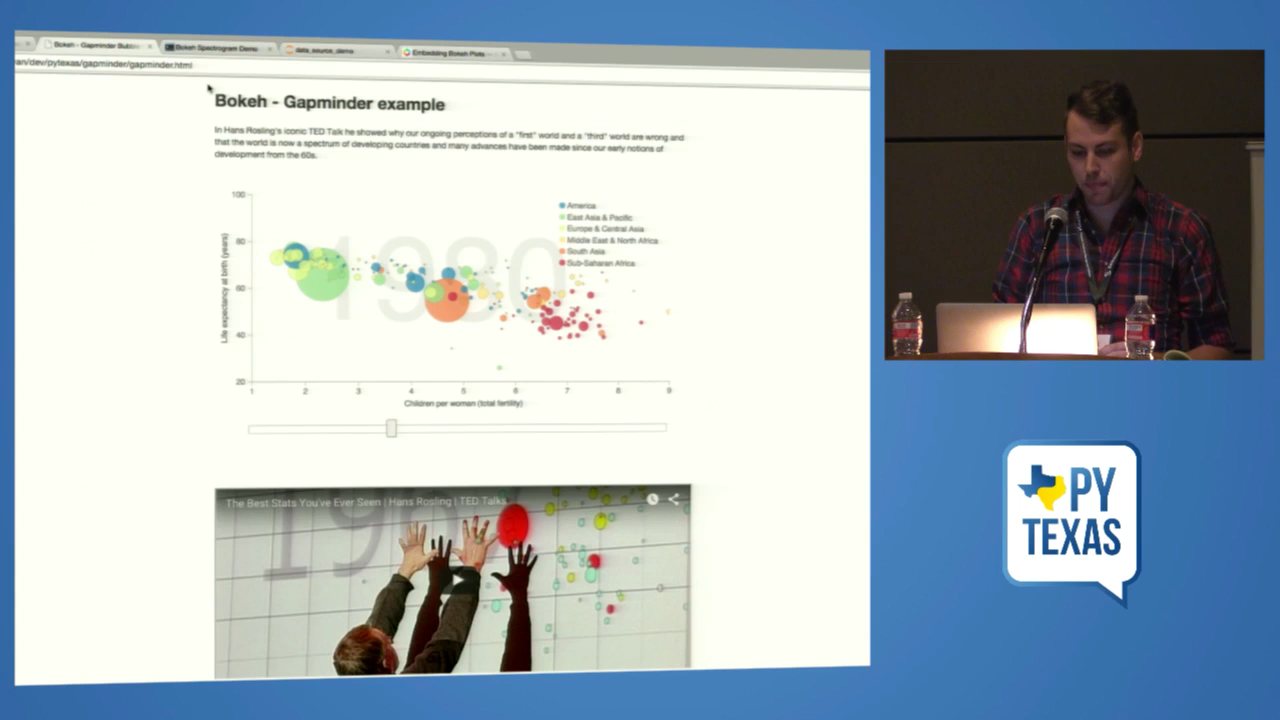 Bokeh - Gapminder Bubble
Bokeh Spectrogram Demo
data_source_demo
Embedding Bokeh Plots
an/dev/pytexas/gapminder/gapminder.html
Bokeh - Gapminder example
In Hans Rosling's iconic TED Talk he showed why our ongoing perceptions of a "first" world and a "third" world are wrong and
that the world is now a spectrum of developing countries and many advances have been made since our early notions of
development from the 60s.
100
80
60
40
20
Life expectancy at birth (years)
1980
America
East Asia & Pacific
Europe & Central Asia
Middle East & North Africa
South Asia
Sub-Saharan Africa
1 2 3 4 5 6 7 8 9
Children per woman (total fertility)
The Best Stats You've Ever Seen | Hans Rosling | TED Talks
196
PY
TEXAS